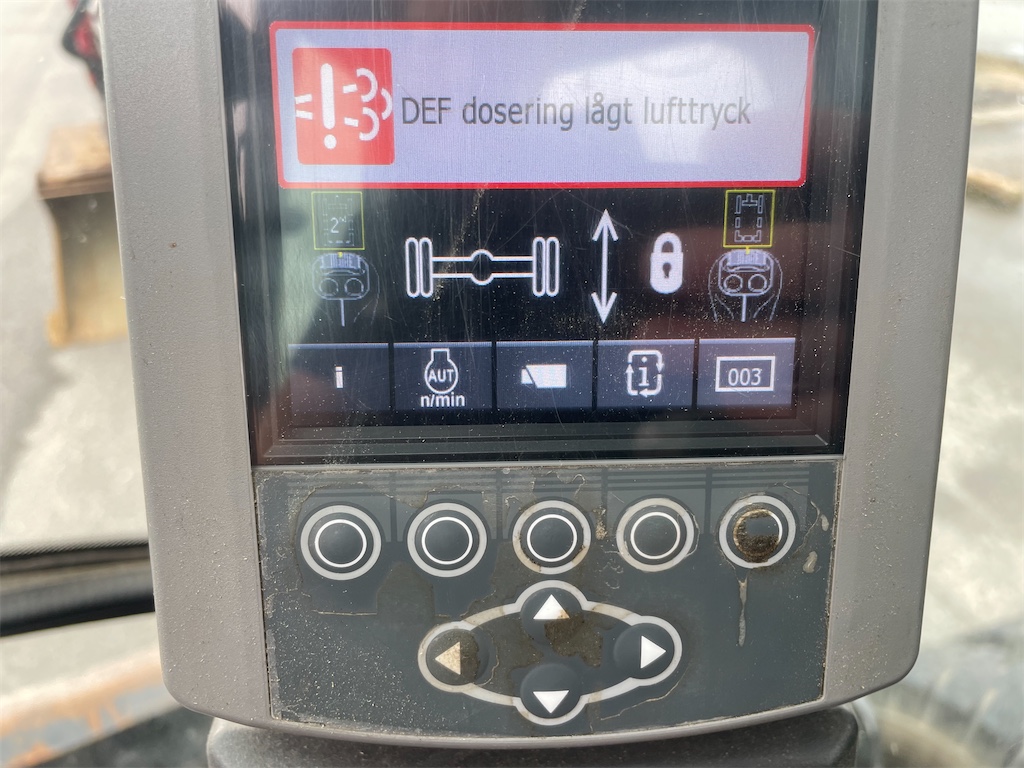 DEF dosering lågt lufttryck
2
i
AUT
n/min
i
003